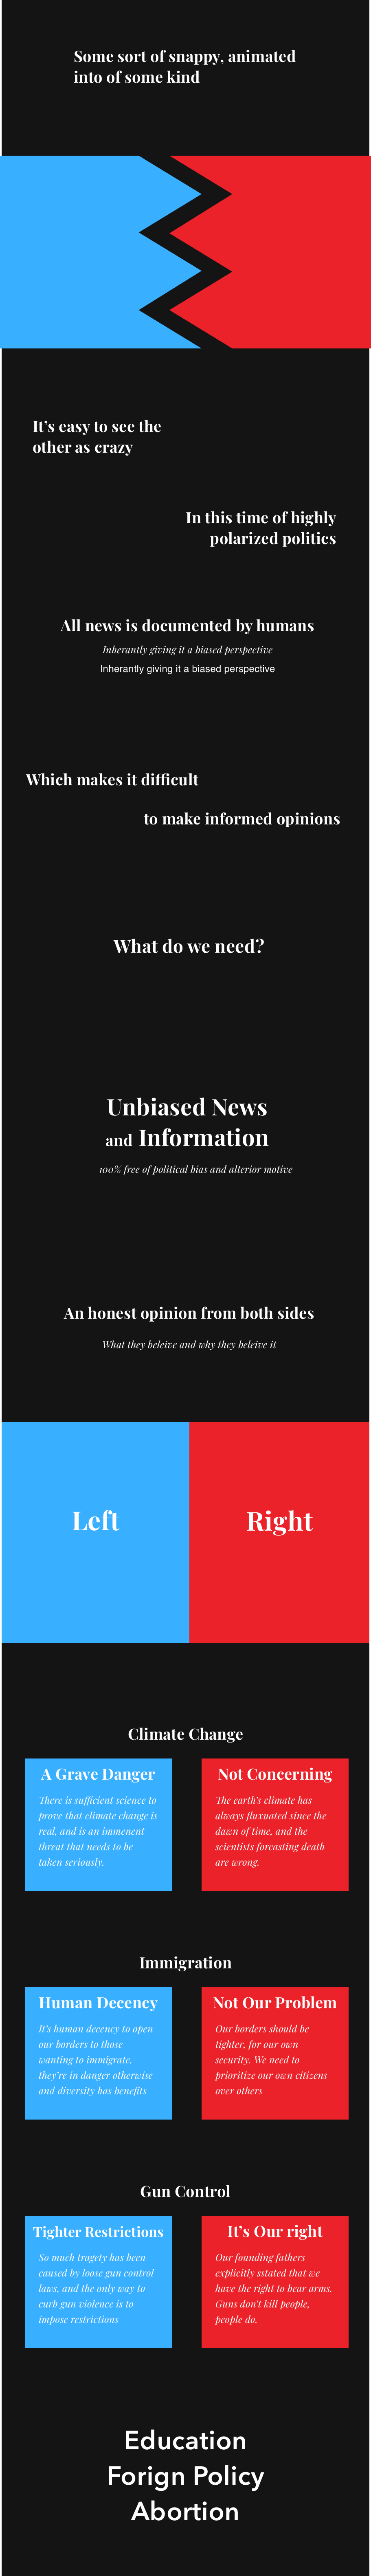 Some sort of snappy, animated
into of some kind
It's easy to see the
other as crazy
In this time of highly
polarized politics
All news is documented by humans
Inherantly giving it a biased perspective
Inherantly giving it a biased perspective
Which makes it difficult
to make informed opinions
What do we need?
Unbiased News
and Information
100% free of political bias and alterior motive
An honest opinion from both sides
What they beleive and why they beleive it
Left
Right
Climate Change
A Grave Danger
There is sufficient science to
prove that climate change is
real, and is an immenent
threat that needs to be
taken seriously.
Not Concerning
The earth's climate has
always fluxuated since the
dawn of time, and the
scientists forcasting death
are wrong.
Immigration
Human Decency
It's human decency to open
our borders to those
wanting to immigrate,
they're in danger otherwise
and diversity has benefits
Not Our Problem
Our borders should be
tighter, for our own
security. We need to
prioritize our own citizens
over others
Gun Control
Tighter Restrictions
So much tragety has been
caused by loose gun control
laws, and the only way to
curb gun violence is to
impose restrictions
It's Our right
Our founding fathers
explicitly sstated that we
have the right to bear arms.
Guns don't kill people,
people do.
Education
Forign Policy
Abortion